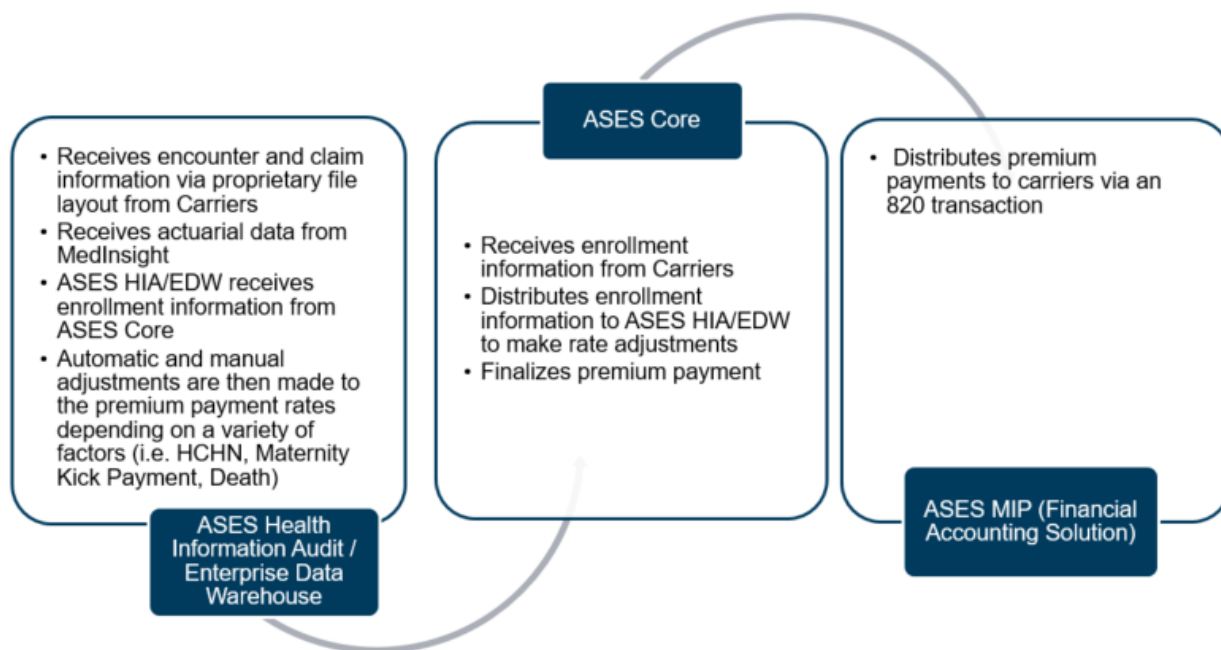 • Receives encounter and claim
information via proprietary file
layout from Carriers
• Receives actuarial data from
MedInsight
• ASES HIA/EDW receives
enrollment information from
ASES Core
• Automatic and manual
adjustments are then made to
the premium payment rates
depending on a variety of
factors (i.e. HCHN, Maternity
Kick Payment, Death)
ASES Health
Information Audit /
Enterprise Data
Warehouse
ASES Core
• Receives enrollment
information from Carriers
• Distributes enrollment
information to ASES HIA/EDW
to make rate adjustments
• Finalizes premium payment
• Distributes premium
payments to carriers via an
820 transaction
ASES MIP (Financial
Accounting Solution)